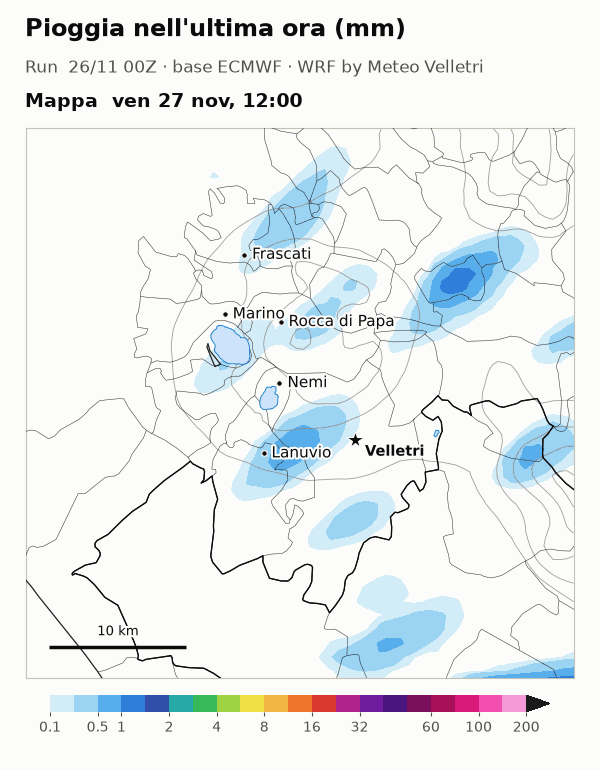 Pioggia nell'ultima ora (mm)
Run  26/11 00Z · base ECMWF · WRF by Meteo Velletri
Mappa  ven 27 nov, 12:00
Frascati
Marino
Rocca di Papa
Nemi
Velletri
Lanuvio
10 km
0.1 0.5 1 2 4 8 16 32 60 100 200